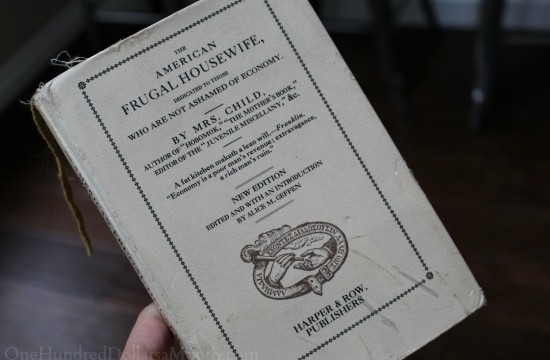 THE
AMERICAN
FRUGAL HOUSEWIFE,
DEDICATED TO THOSE
WHO ARE NOT ASHAMED OF ECONOMY.
BY MRS. CHILD,
AUTHOR OF "HOBOMOK," "THE MOTHER'S BOOK,"
EDITOR OF THE "JUVENILE MISCELLANY," &c.
A fat kitchen maketh a lean will.—Franklin.
"Economy is a poor man's revenue; extravagance,
a rich man's ruin."
NEW EDITION
EDITED AND WITH AN INTRODUCTION
BY ALICE M. GEFFEN
HARPER & ROW,
PUBLISHERS